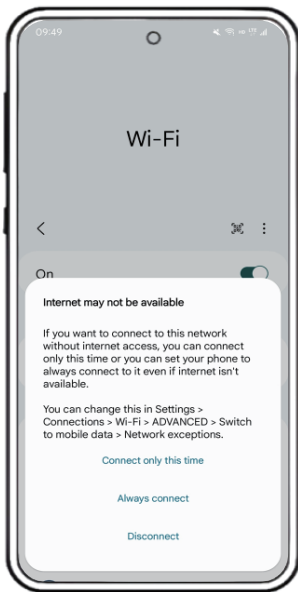 09:49
Wi-Fi
On
Internet may not be available
If you want to connect to this network
without internet access, you can connect
only this time or you can set your phone to
always connect to it even if internet isn't
available.
You can change this in Settings >
Connections > Wi-Fi > ADVANCED > Switch
to mobile data > Network exceptions.
Connect only this time
Always connect
Disconnect